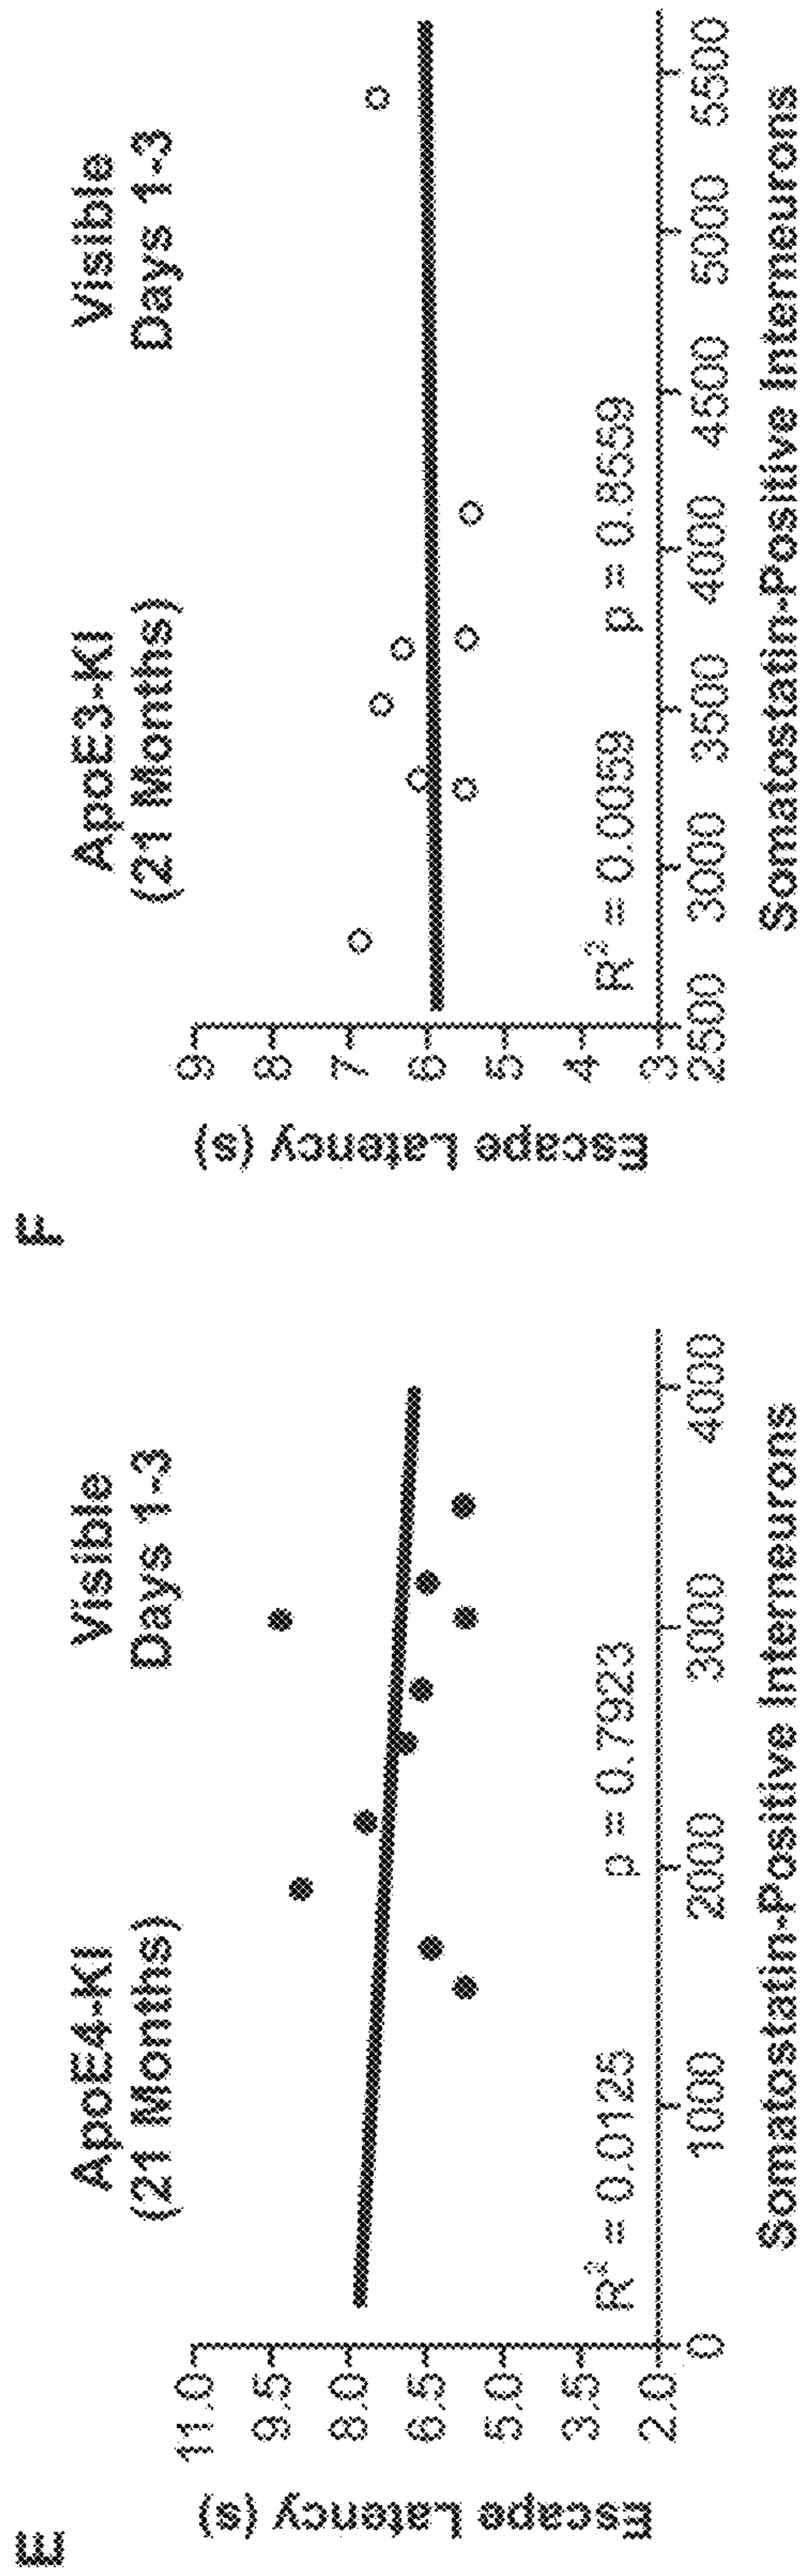 E
ApoE4-KI
(21 Months)
Visible
Days 1-3
Escape Latency (s)
11.0
9.5
8.0
6.5
5.0
3.5
2.0
R² = 0.0125
p = 0.7923
0
1000
2000
3000
4000
Somatostatin-Positive Interneurons
F
ApoE3-KI
(21 Months)
Visible
Days 1-3
Escape Latency (s)
9
8
7
6
5
4
3
R² = 0.0059
p = 0.8559
2500
3000
3500
4000
4500
5000
5500
Somatostatin-Positive Interneurons